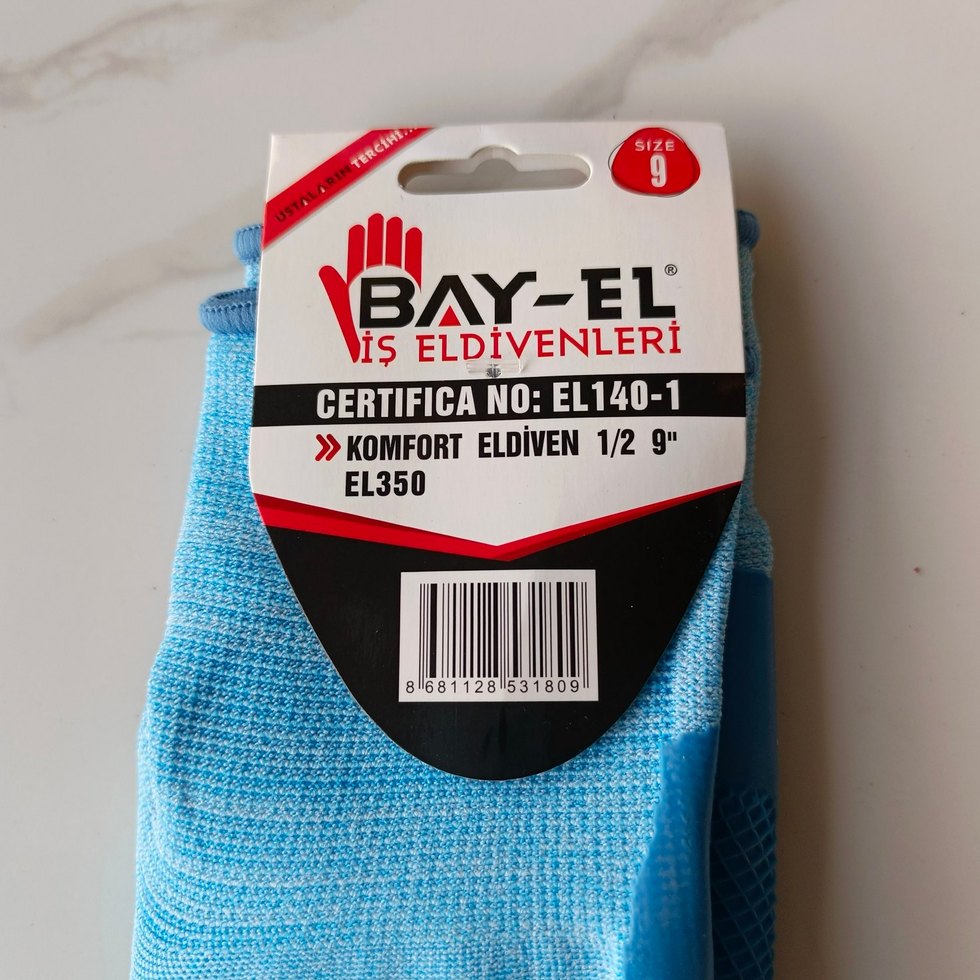 USTALARIN TERCİHİ...
SIZE
9
BAY-EL®
İŞ ELDİVENLERİ
CERTIFICA NO: EL140-1
KOMFORT ELDİVEN 1/2 9"
EL350
8 681128 531809